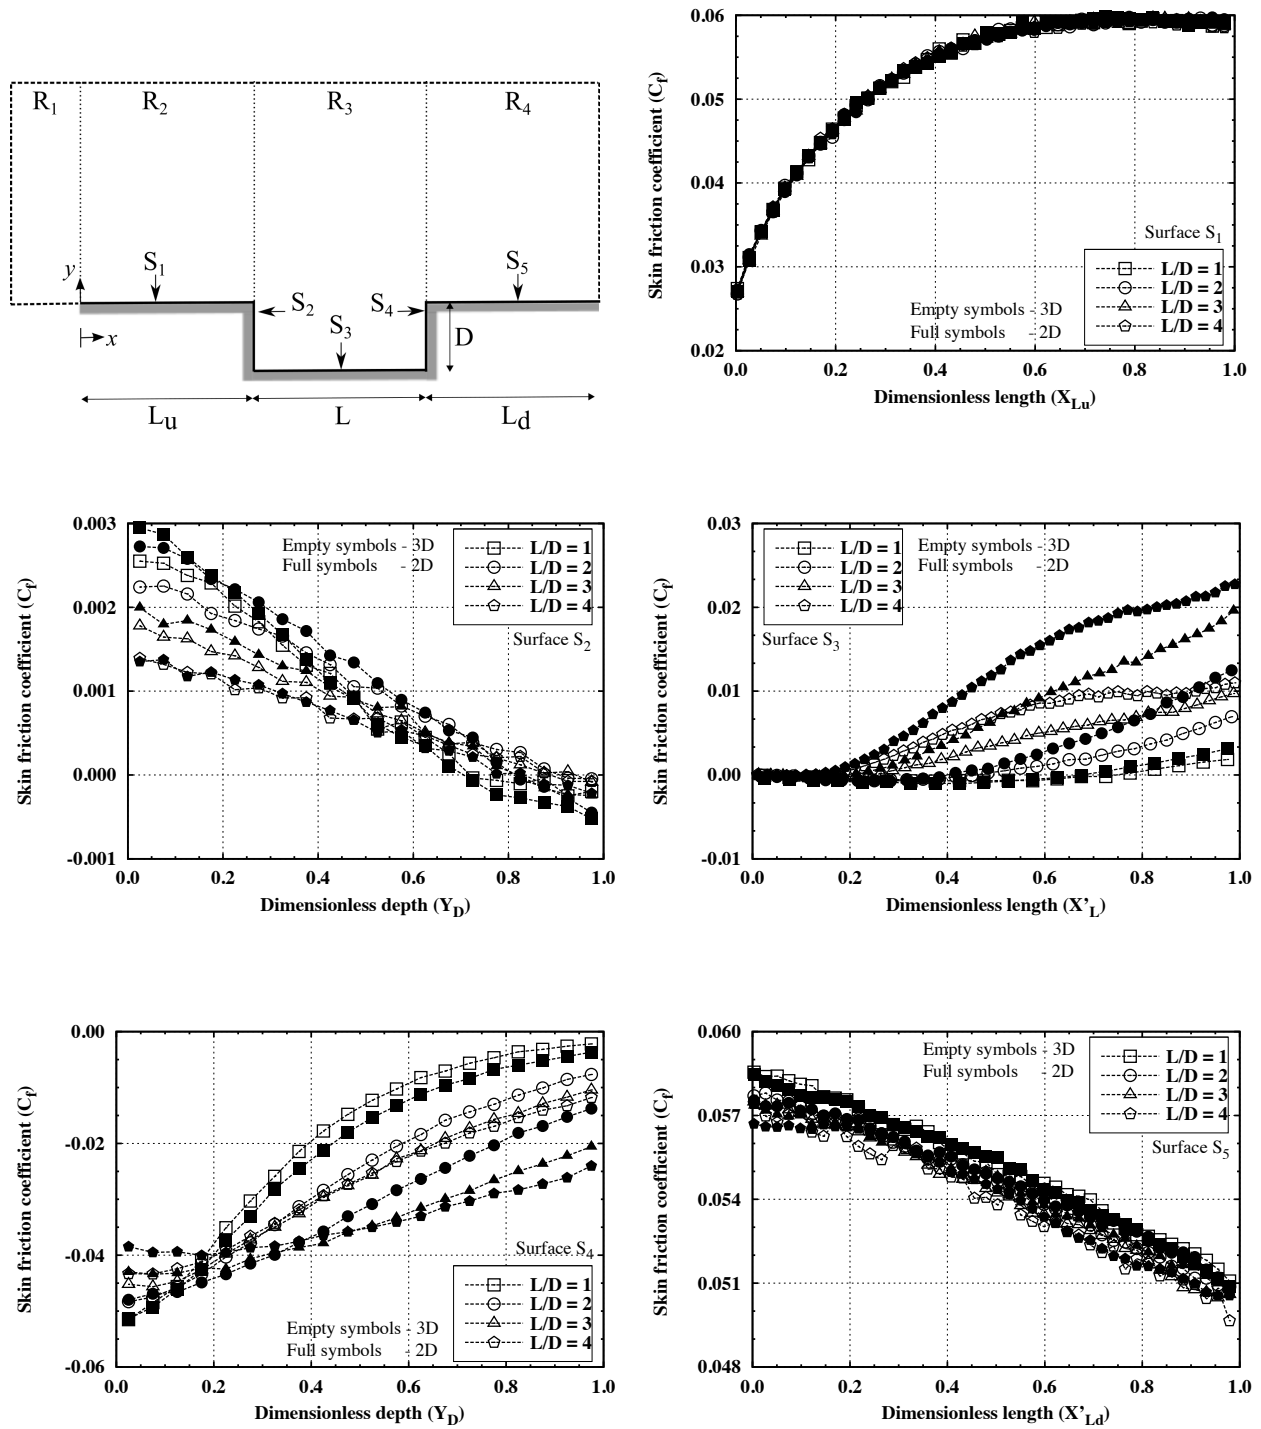 R1 R2 R3 R4
y
S1 S5
S2 S4
S3
D
x
Lu L Ld
Skin friction coefficient (Cf)
0.06
0.05
0.04
0.03
0.02
0.0 0.2 0.4 0.6 0.8 1.0
Dimensionless length (XLu)
Surface S1
L/D = 1
L/D = 2
L/D = 3
L/D = 4
Empty symbols - 3D
Full symbols - 2D
Skin friction coefficient (Cf)
0.003
0.002
0.001
0.000
-0.001
0.0 0.2 0.4 0.6 0.8 1.0
Dimensionless depth (YD)
Empty symbols - 3D
Full symbols - 2D
L/D = 1
L/D = 2
L/D = 3
L/D = 4
Surface S2
Skin friction coefficient (Cf)
0.03
0.02
0.01
0.00
-0.01
0.0 0.2 0.4 0.6 0.8 1.0
Dimensionless length (X’L)
L/D = 1
L/D = 2
L/D = 3
L/D = 4
Empty symbols - 3D
Full symbols - 2D
Surface S3
Skin friction coefficient (Cf)
0.00
-0.02
-0.04
-0.06
0.0 0.2 0.4 0.6 0.8 1.0
Dimensionless depth (YD)
Surface S4
L/D = 1
L/D = 2
L/D = 3
L/D = 4
Empty symbols - 3D
Full symbols - 2D
Skin friction coefficient (Cf)
0.060
0.057
0.054
0.051
0.048
0.0 0.2 0.4 0.6 0.8 1.0
Dimensionless length (X’Ld)
Empty symbols - 3D
Full symbols - 2D
L/D = 1
L/D = 2
L/D = 3
L/D = 4
Surface S5